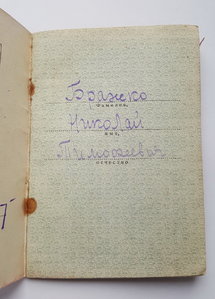 Бражко
Фамилия,
Николай
имя,
Тимофеевич
отчество